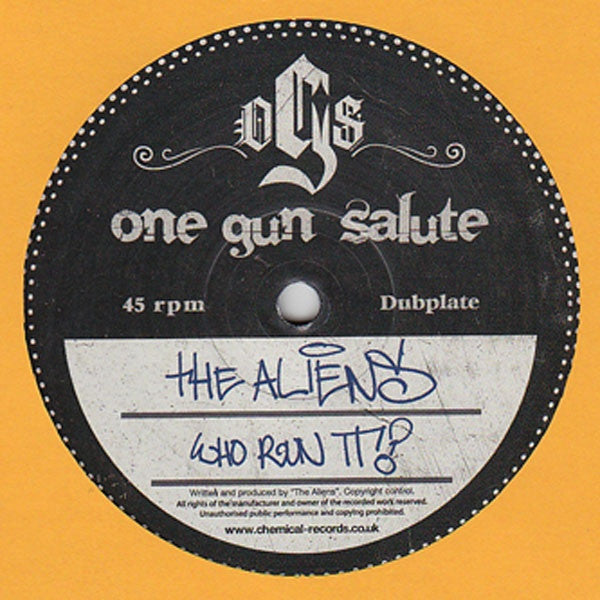 oGs
one gun salute
45 rpm Dubplate
THE ALIENS
WHO RUN IT!?
Written and produced by "The Aliens". Copyright control.
All rights of the manufacturer and owner of the recorded work reserved.
Unauthorised public performance and copying prohibited.
www.chemical-records.co.uk